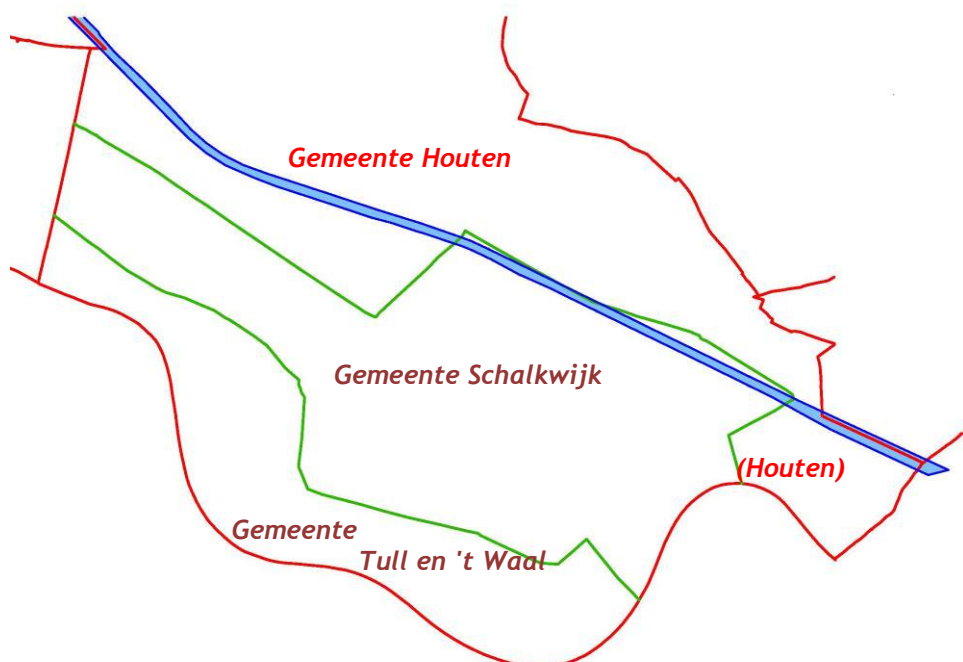 Gemeente Houten
Gemeente Schalkwijk
(Houten)
Gemeente
Tull en 't Waal